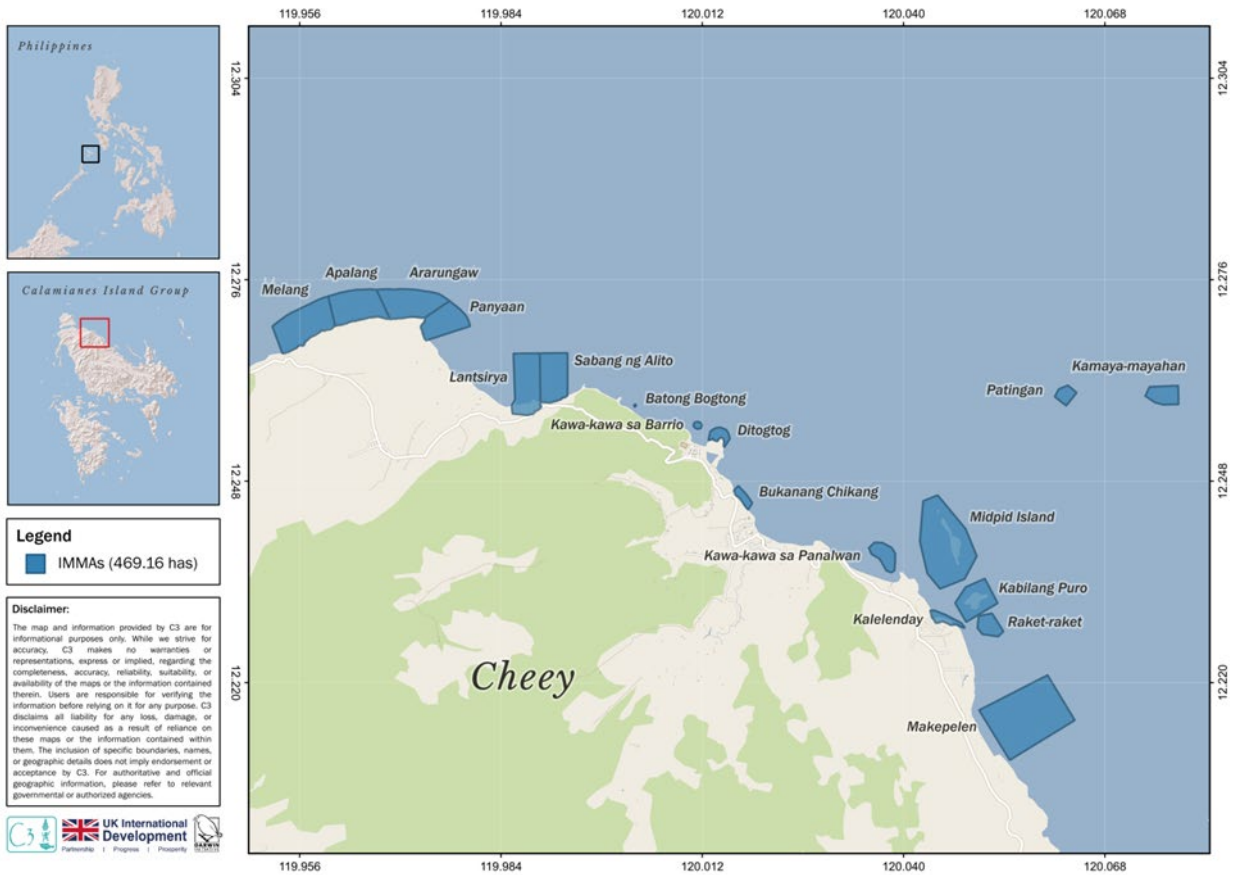 Philippines
Calamianes Island Group
Legend
IMMAs (469.16 has)
Disclaimer:
The map and information provided by C3 are for
informational purposes only. While we strive for
accuracy, C3 makes no warranties or
representations, express or implied, regarding the
completeness, accuracy, reliability, suitability, or
availability of the maps or the information contained
therein. Users are responsible for verifying the
information before relying on it for any purpose. C3
disclaims all liability for any loss, damage, or
inconvenience caused as a result of reliance on
these maps or the information contained within
them. The inclusion of specific boundaries, names,
or geographic details does not imply endorsement or
acceptance by C3. For authoritative and official
geographic information, please refer to relevant
governmental or authorized agencies.
C3
UK International
Development
Partnership | Progress | Prosperity
DARWIN
INITIATIVE
119.956 119.984 120.012 120.040 120.068
12.304 12.304
12.276 12.276
12.248 12.248
12.220 12.220
Melang
Apalang
Ararungaw
Panyaan
Lantsirya
Sabang ng Alito
Batong Bogtong
Kawa-kawa sa Barrio
Ditogtog
Bukanang Chikang
Kawa-kawa sa Panalwan
Patingan
Kamaya-mayahan
Midpid Island
Kabilang Puro
Kalelenday
Raket-raket
Makepelen
Cheey
119.956 119.984 120.012 120.040 120.068